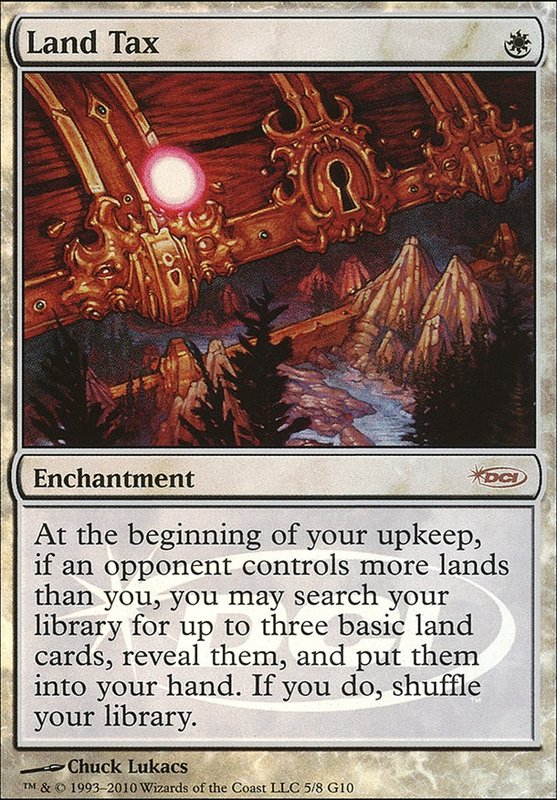 Land Tax
Enchantment
DCI
At the beginning of your upkeep,
if an opponent controls more lands
than you, you may search your
library for up to three basic land
cards, reveal them, and put them
into your hand. If you do, shuffle
your library.
DCI
Chuck Lukacs
™ & © 1993–2010 Wizards of the Coast LLC 5/8 G10